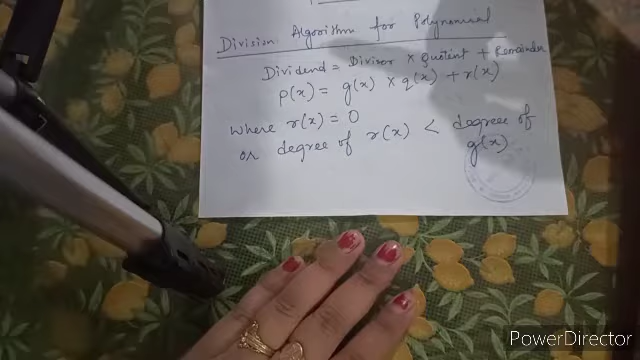 Division Algorithm for Polynomial
Dividend = Divisor × Quotient + Remainder
p(x) = g(x) × q(x) + r(x)
where r(x) = 0
or degree of r(x) < degree of g(x)
PowerDirector